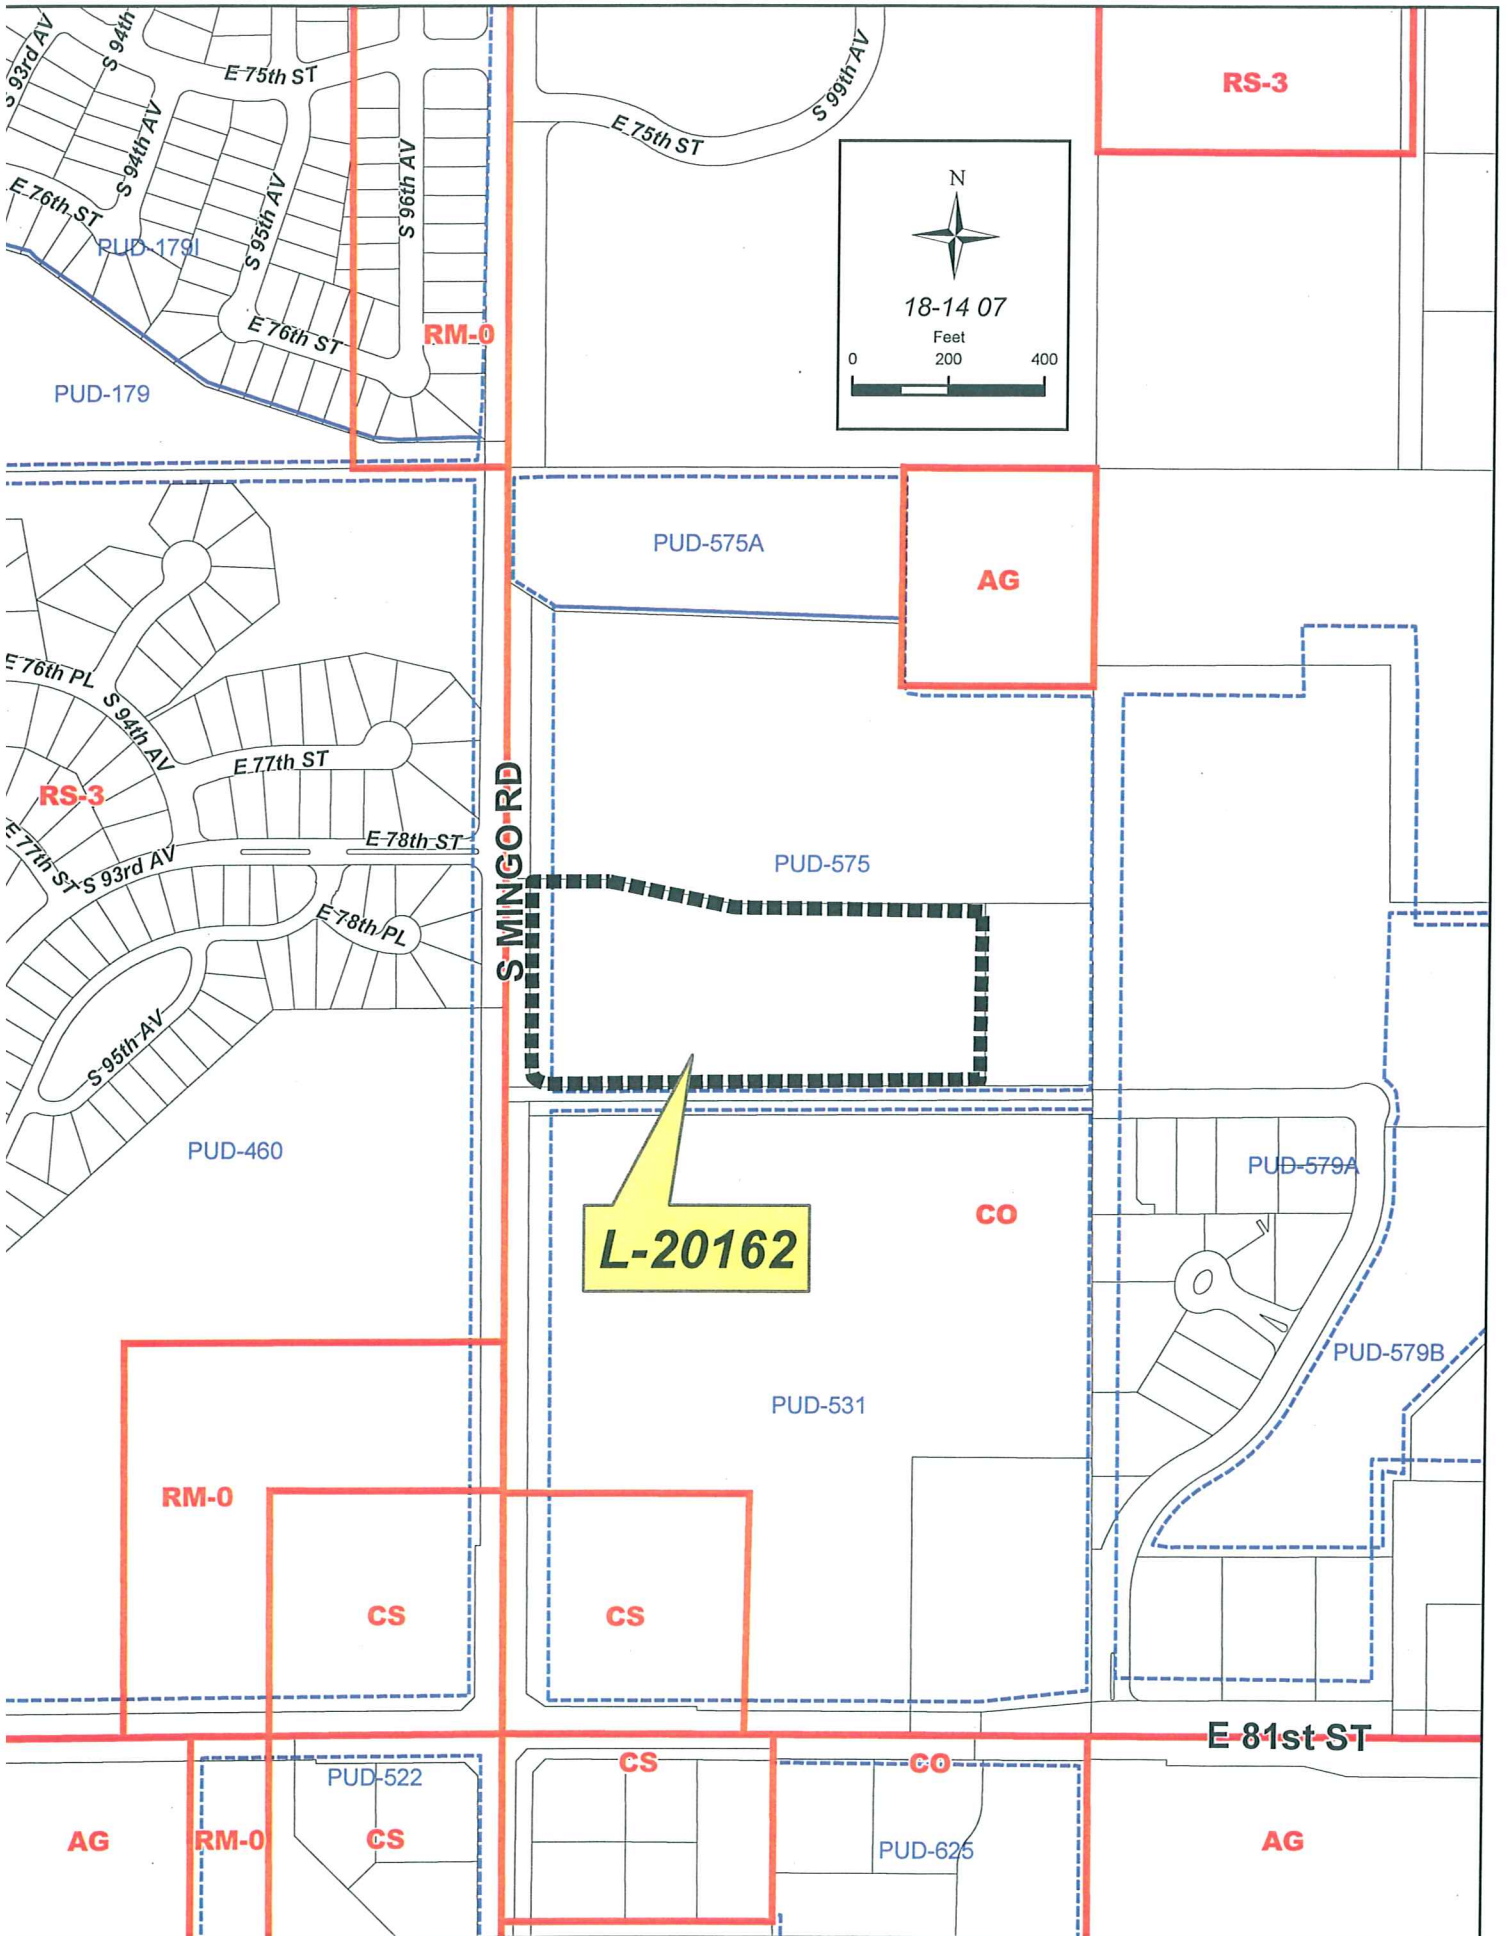 S 93rd AV
S 94th
E 75th ST
S 99th AV
RS-3
E 75th ST
S 94th AV
S 96th AV
N
E 76th ST
S 95th AV
PUD-179I
18-14 07
Feet
0 200 400
E 76th ST
RM-0
PUD-179
PUD-575A
AG
E 76th PL
S 94th AV
E 77th ST
RS-3
S MINGO RD
E 78th ST
E 77th ST
S 93rd AV
PUD-575
E 78th PL
S 95th AV
PUD-460
PUD-579A
CO
L-20162
PUD-579B
PUD-531
RM-0
CS
CS
E 81st ST
CS
CO
PUD-522
AG
RM-0
CS
PUD-625
AG